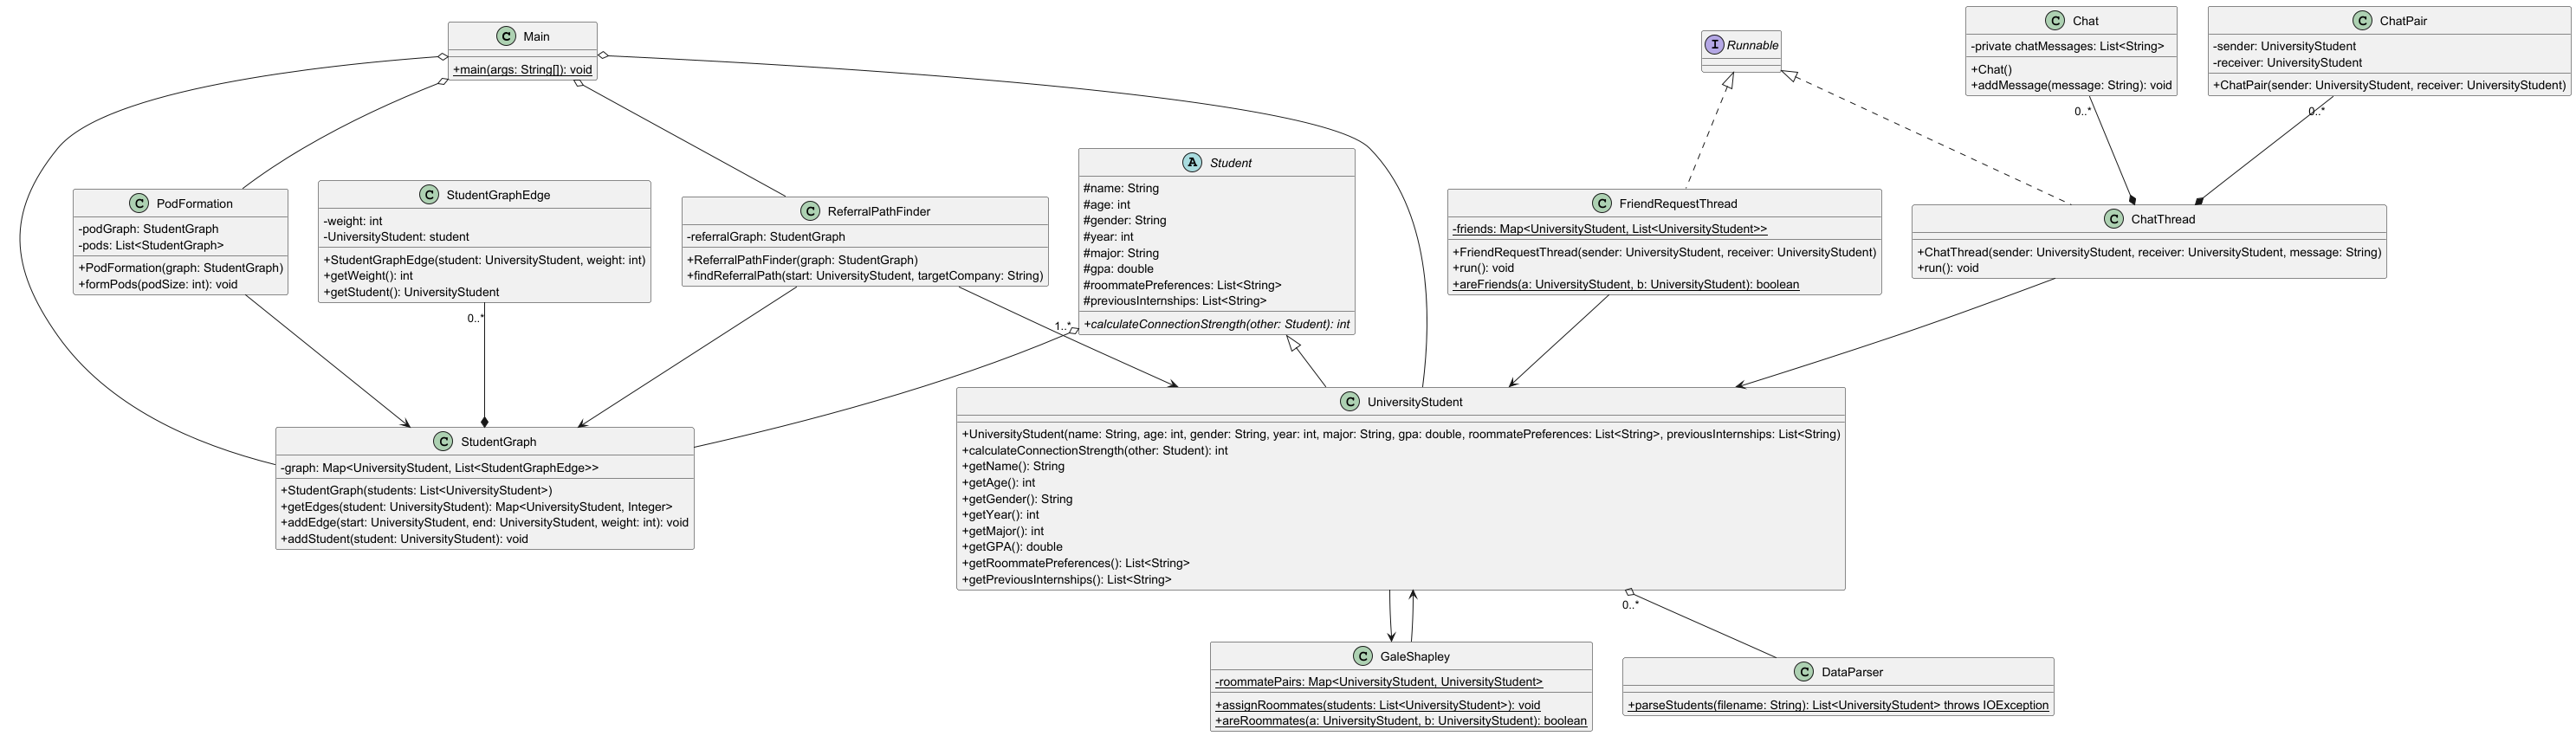 C Main
+main(args: String[]): void
I Runnable
C Chat
-private chatMessages: List<String>
+Chat()
+addMessage(message: String): void
C ChatPair
-sender: UniversityStudent
-receiver: UniversityStudent
+ChatPair(sender: UniversityStudent, receiver: UniversityStudent)
0..*
0..*
A Student
#name: String
#age: int
#gender: String
#year: int
#major: String
#gpa: double
#roommatePreferences: List<String>
#previousInternships: List<String>
+calculateConnectionStrength(other: Student): int
C PodFormation
-podGraph: StudentGraph
-pods: List<StudentGraph>
+PodFormation(graph: StudentGraph)
+formPods(podSize: int): void
C StudentGraphEdge
-weight: int
-UniversityStudent: student
+StudentGraphEdge(student: UniversityStudent, weight: int)
+getWeight(): int
+getStudent(): UniversityStudent
C ReferralPathFinder
-referralGraph: StudentGraph
+ReferralPathFinder(graph: StudentGraph)
+findReferralPath(start: UniversityStudent, targetCompany: String)
C FriendRequestThread
-friends: Map<UniversityStudent, List<UniversityStudent>>
+FriendRequestThread(sender: UniversityStudent, receiver: UniversityStudent)
+run(): void
+areFriends(a: UniversityStudent, b: UniversityStudent): boolean
C ChatThread
+ChatThread(sender: UniversityStudent, receiver: UniversityStudent, message: String)
+run(): void
0..*
1..*
C StudentGraph
-graph: Map<UniversityStudent, List<StudentGraphEdge>>
+StudentGraph(students: List<UniversityStudent>)
+getEdges(student: UniversityStudent): Map<UniversityStudent, Integer>
+addEdge(start: UniversityStudent, end: UniversityStudent, weight: int): void
+addStudent(student: UniversityStudent): void
C UniversityStudent
+UniversityStudent(name: String, age: int, gender: String, year: int, major: String, gpa: double, roommatePreferences: List<String>, previousInternships: List<String)
+calculateConnectionStrength(other: Student): int
+getName(): String
+getAge(): int
+getGender(): String
+getYear(): int
+getMajor(): int
+getGPA(): double
+getRoommatePreferences(): List<String>
+getPreviousInternships(): List<String>
0..*
C GaleShapley
-roommatePairs: Map<UniversityStudent, UniversityStudent>
+assignRoommates(students: List<UniversityStudent>): void
+areRoommates(a: UniversityStudent, b: UniversityStudent): boolean
C DataParser
+parseStudents(filename: String): List<UniversityStudent> throws IOException